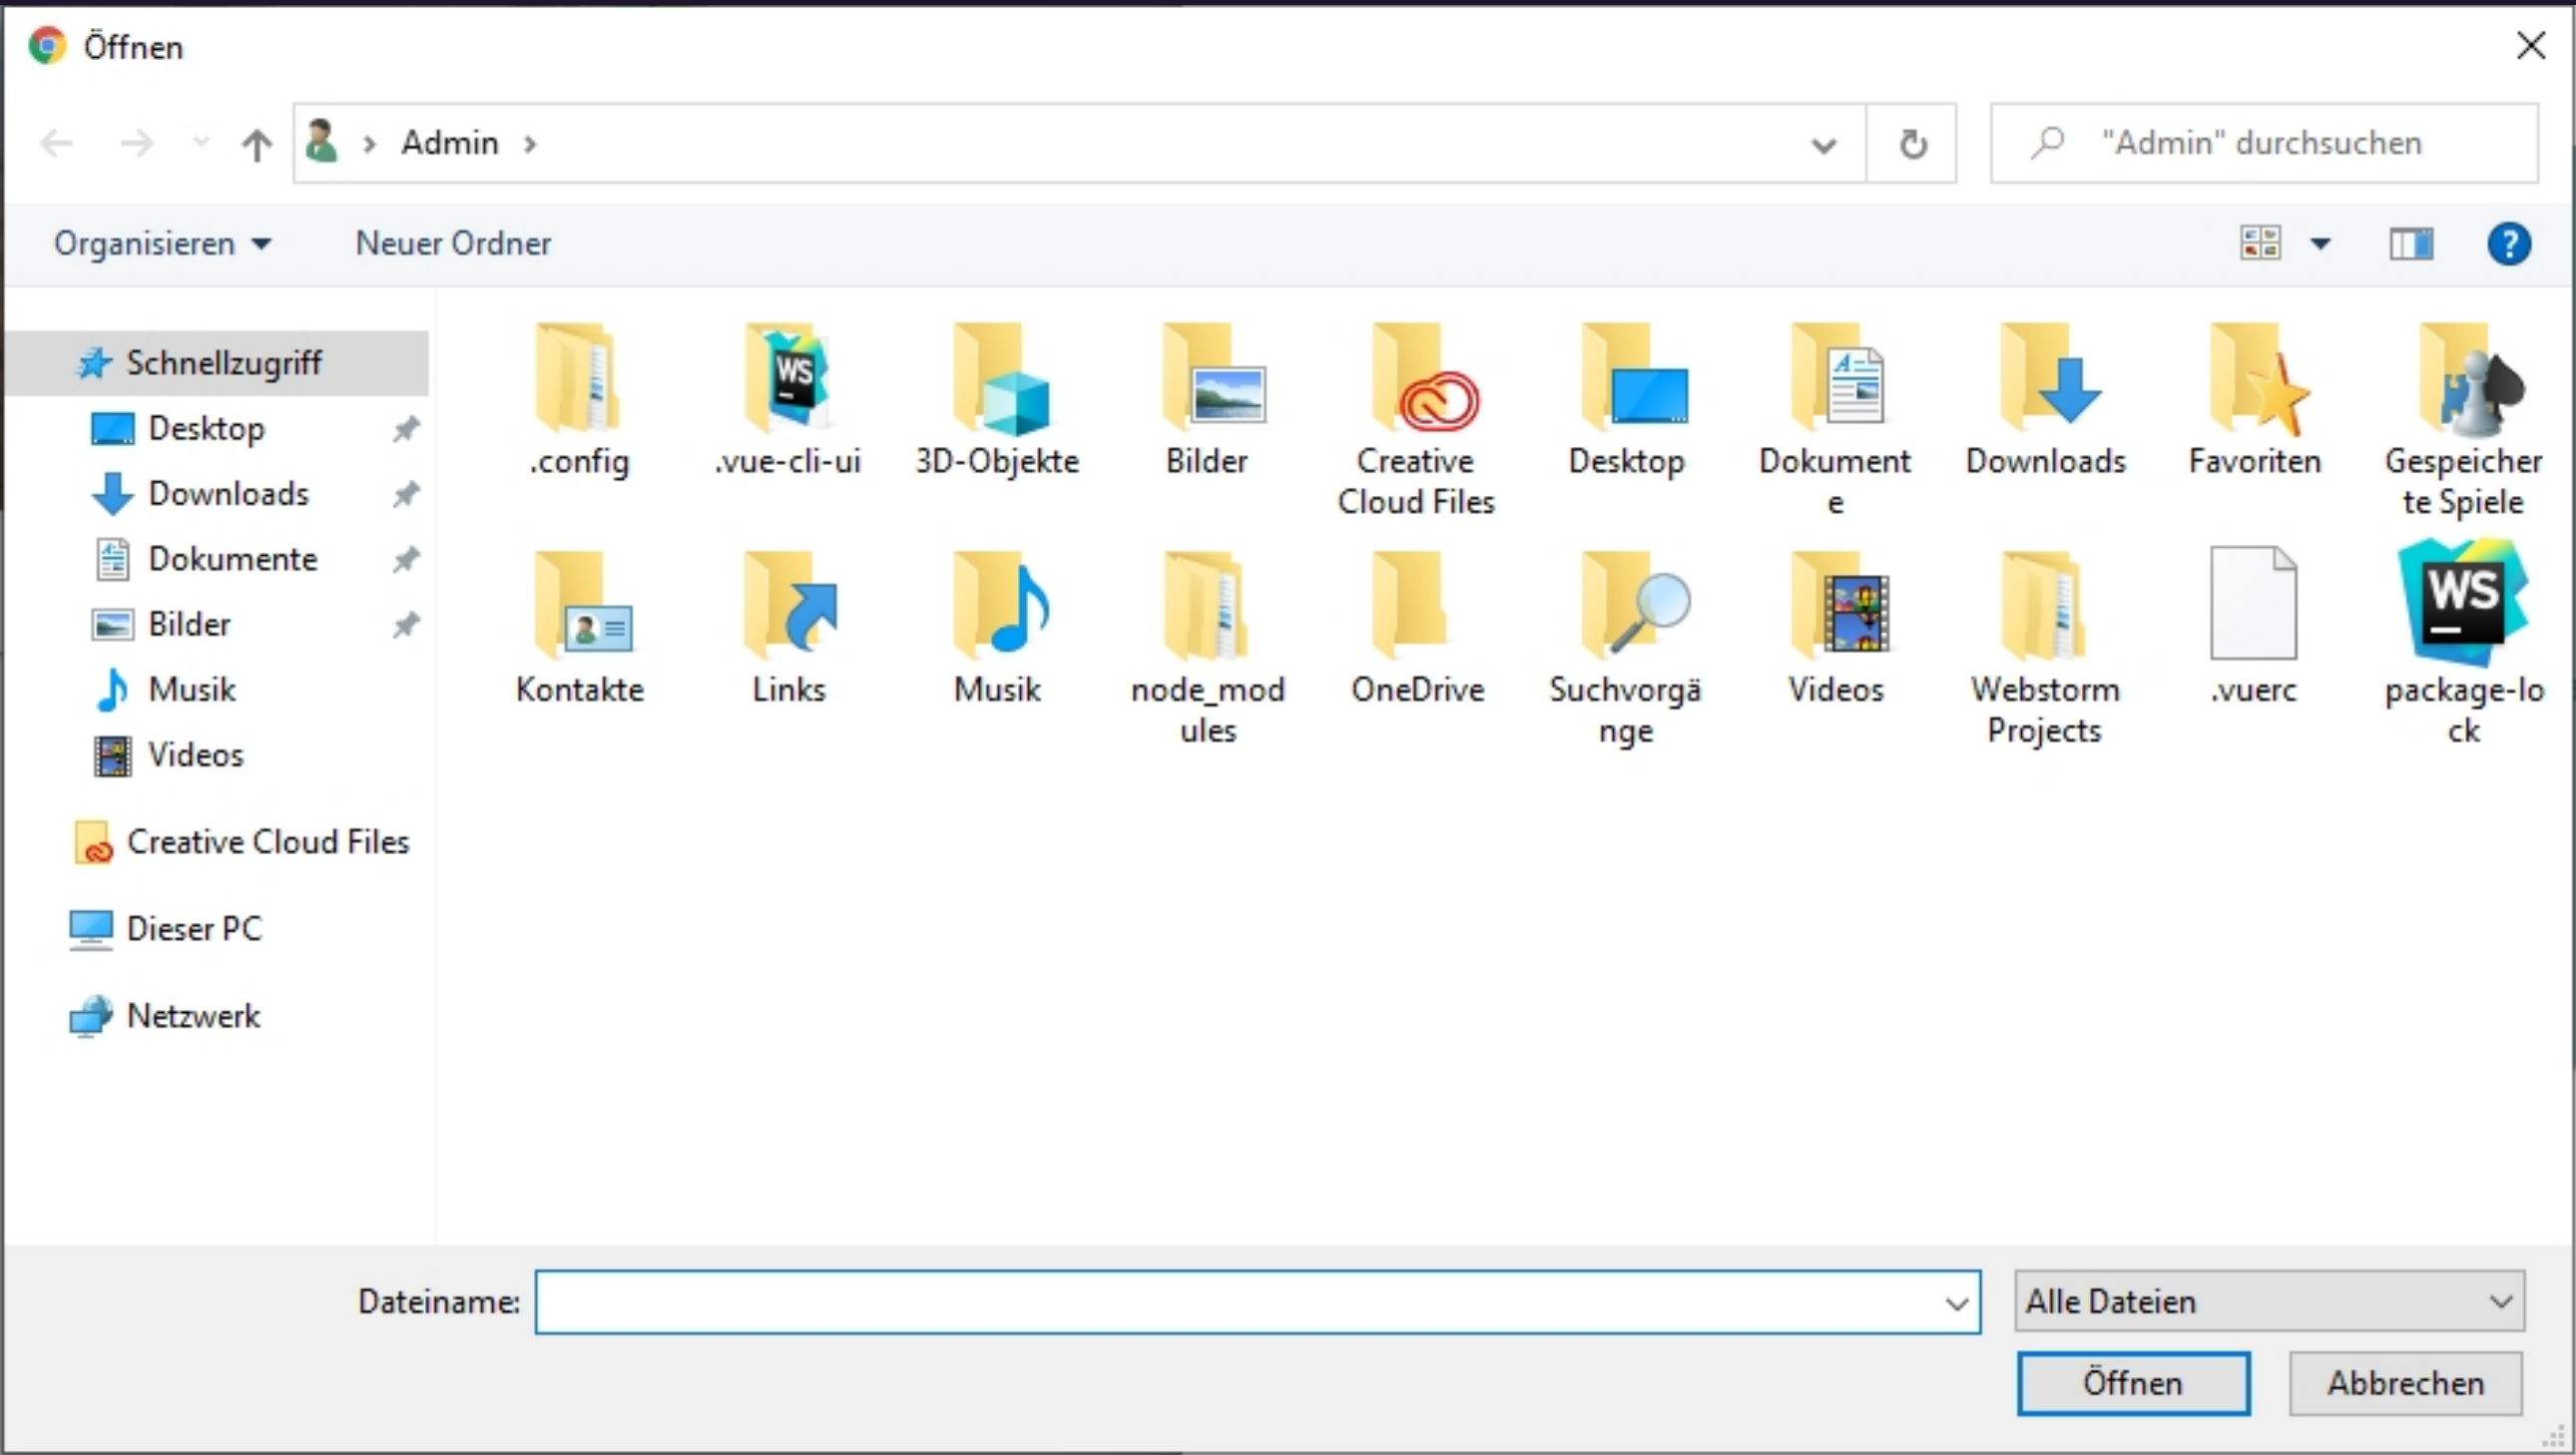 Öffnen
Admin
"Admin" durchsuchen
Organisieren
Neuer Ordner
?
Schnellzugriff
Desktop
Downloads
Dokumente
Bilder
Musik
Videos
Creative Cloud Files
Dieser PC
Netzwerk
WS
.config
.vue-cli-ui
3D-Objekte
Bilder
Creative
Cloud Files
Desktop
Dokument
e
Downloads
Favoriten
Gespeicher
te Spiele
WS
Kontakte
Links
Musik
node_mod
ules
OneDrive
Suchvorgä
nge
Videos
Webstorm
Projects
.vuerc
package-lo
ck
Dateiname:
Alle Dateien
Öffnen
Abbrechen